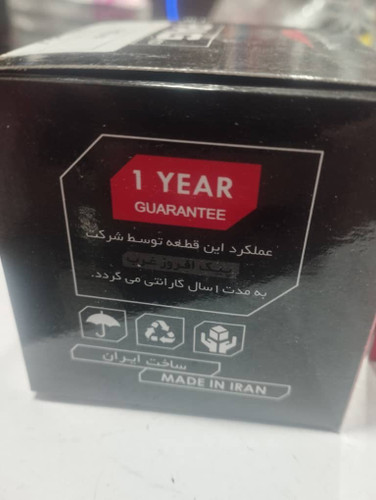 1 YEAR
GUARANTEE
عملکرد این قطعه توسط شرکت
پیک افروز غرب
به مدت ۱ سال گارانتی می گردد.
ساخت ایران
MADE IN IRAN